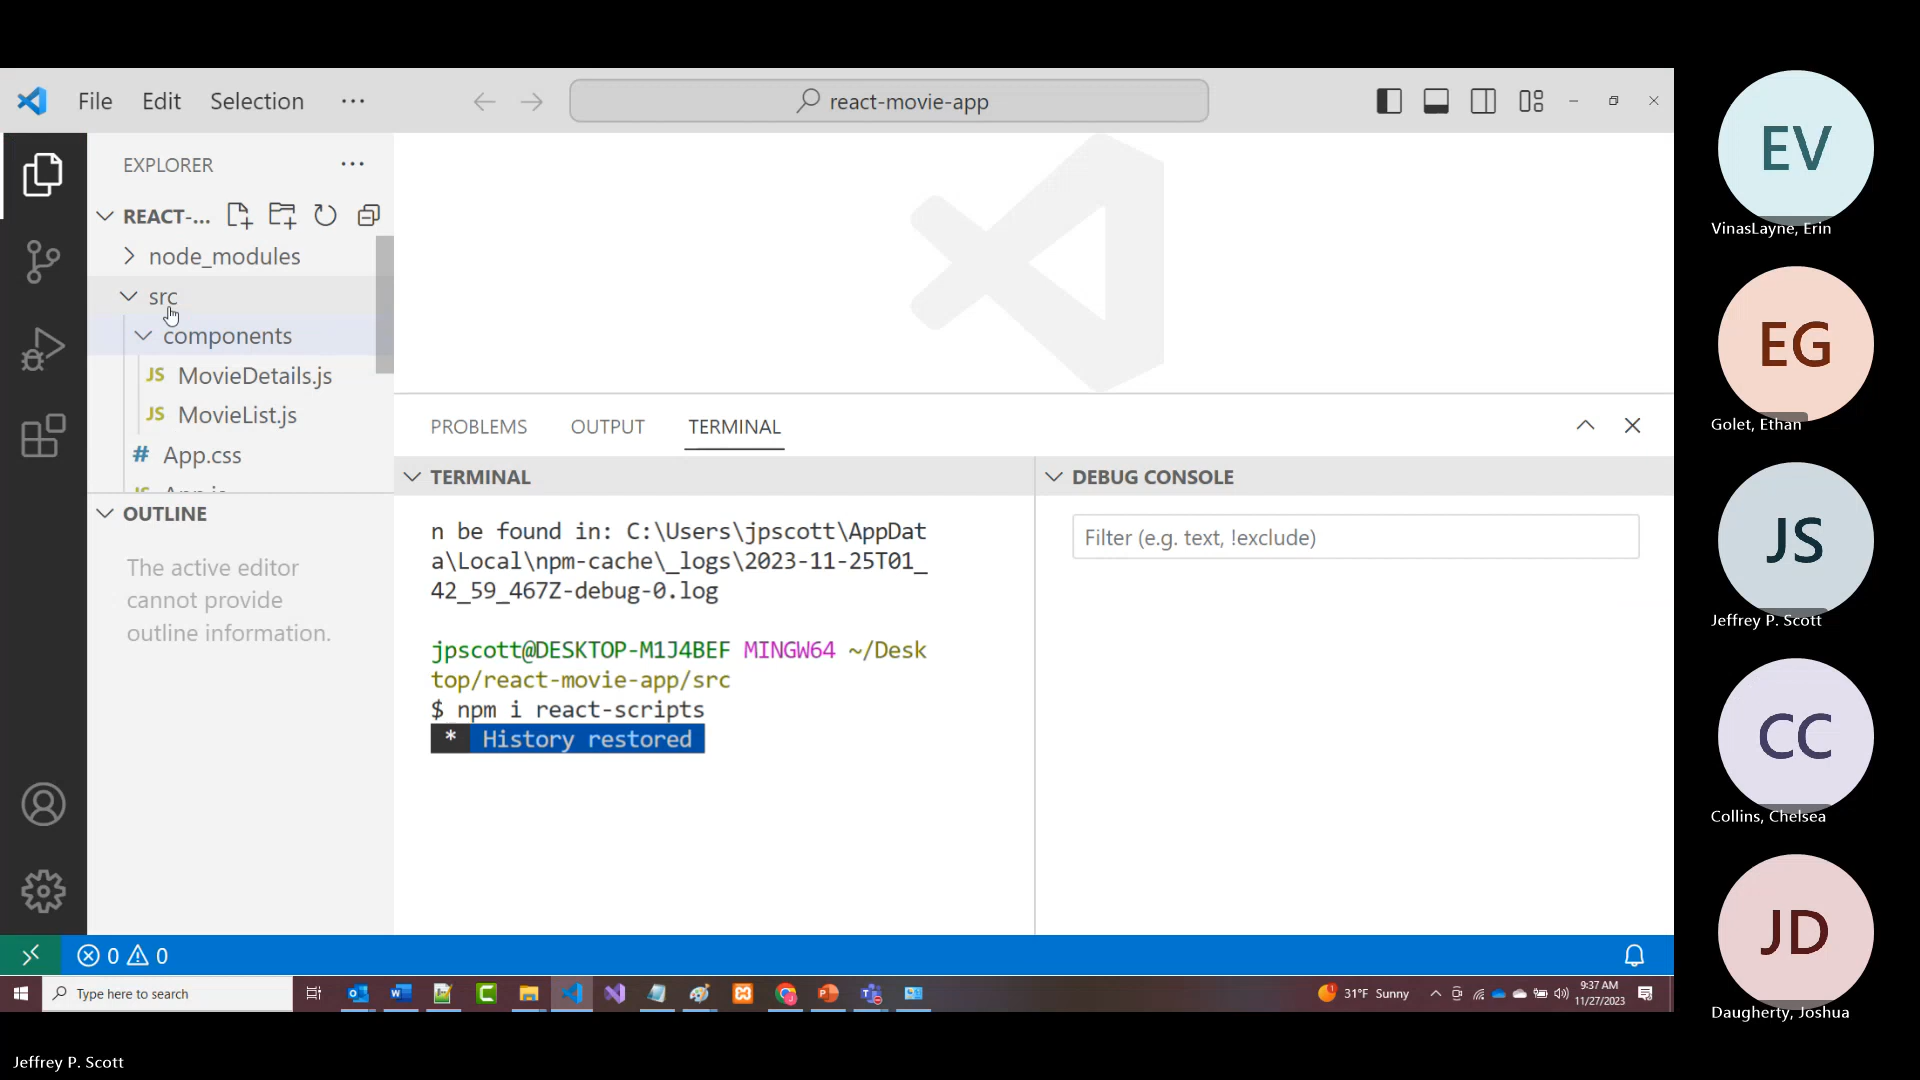 File Edit Selection ...
react-movie-app
EXPLORER ...
REACT-...
node_modules
src
components
JS MovieDetails.js
JS MovieList.js
# App.css
JS App.js
OUTLINE
The active editor
cannot provide
outline information.
PROBLEMS OUTPUT TERMINAL
TERMINAL
n be found in: C:\Users\jpscott\AppDat
a\Local\npm-cache\_logs\2023-11-25T01_
42_59_467Z-debug-0.log
jpscott@DESKTOP-M1J4BEF MINGW64 ~/Desk
top/react-movie-app/src
$ npm i react-scripts
* History restored
DEBUG CONSOLE
Filter (e.g. text, !exclude)
0 0
Type here to search
31°F Sunny
9:37 AM
11/27/2023
EV
VinasLayne, Erin
EG
Golet, Ethan
JS
Jeffrey P. Scott
CC
Collins, Chelsea
JD
Daugherty, Joshua
Jeffrey P. Scott